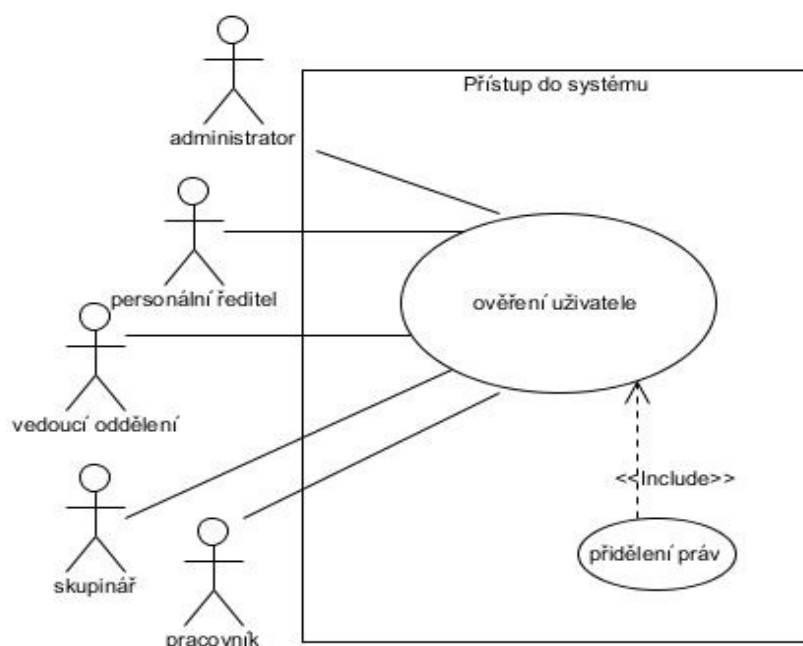 Přístup do systému
administrator
personální ředitel
ověření uživatele
vedoucí oddělení
<<Include>>
přidělení práv
skupinář
pracovník